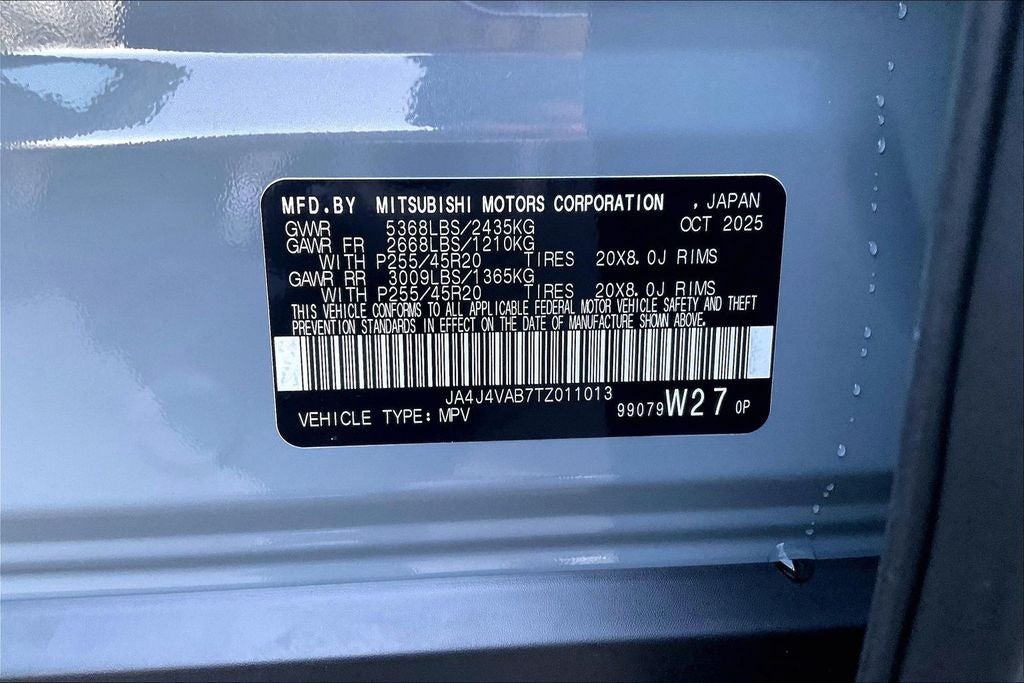 MFD.BY MITSUBISHI MOTORS CORPORATION , JAPAN
GVWR 5368LBS/2435KG OCT 2025
GAWR FR 2668LBS/1210KG
WITH P255/45R20 TIRES 20X8.0J RIMS
GAWR RR 3009LBS/1365KG
WITH P255/45R20 TIRES 20X8.0J RIMS
THIS VEHICLE CONFORMS TO ALL APPLICABLE FEDERAL MOTOR VEHICLE SAFETY AND THEFT
PREVENTION STANDARDS IN EFFECT ON THE DATE OF MANUFACTURE SHOWN ABOVE.
JA4J4VAB7TZ011013
VEHICLE TYPE: MPV 99079 W27 0P